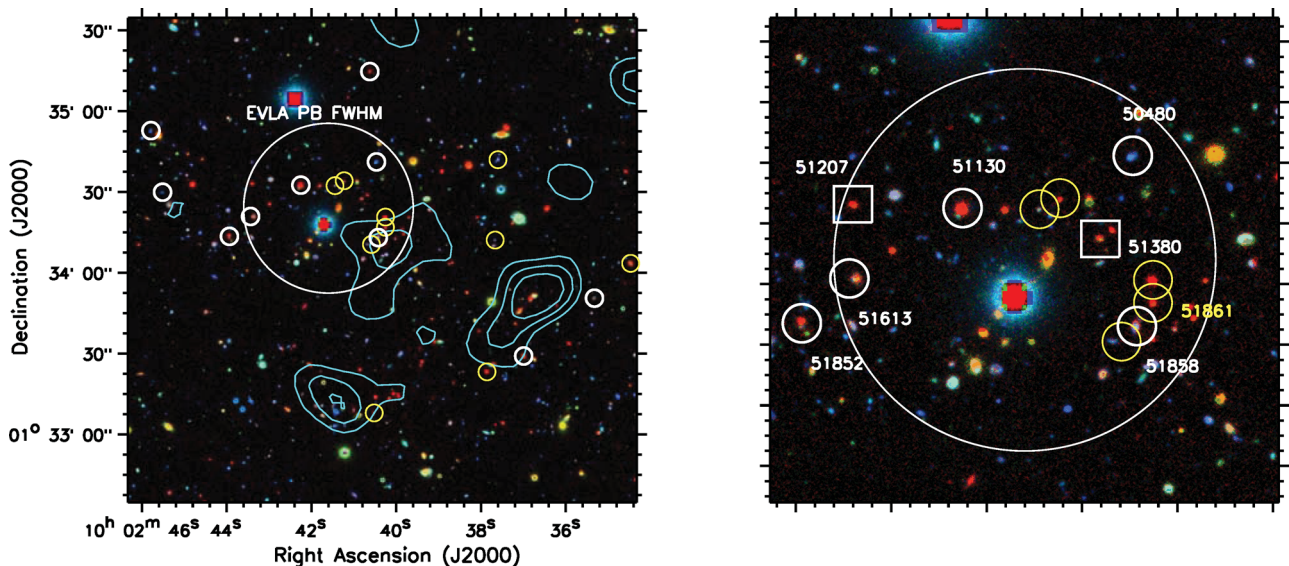 30''
35' 00''
EVLA PB FWHM
30''
34' 00''
30''
01° 33' 00''
10ʰ 02ᵐ 46ˢ 44ˢ 42ˢ 40ˢ 38ˢ 36ˢ
Right Ascension (J2000)
Declination (J2000)
50480
51207
51130
51380
51613
51861
51852
51858